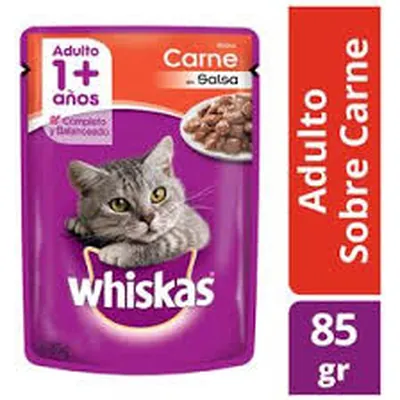 Adulto
1+
años
Completo
y Balanceado
Carne
en Salsa
whiskas
Adulto
Sobre Carne
85
gr